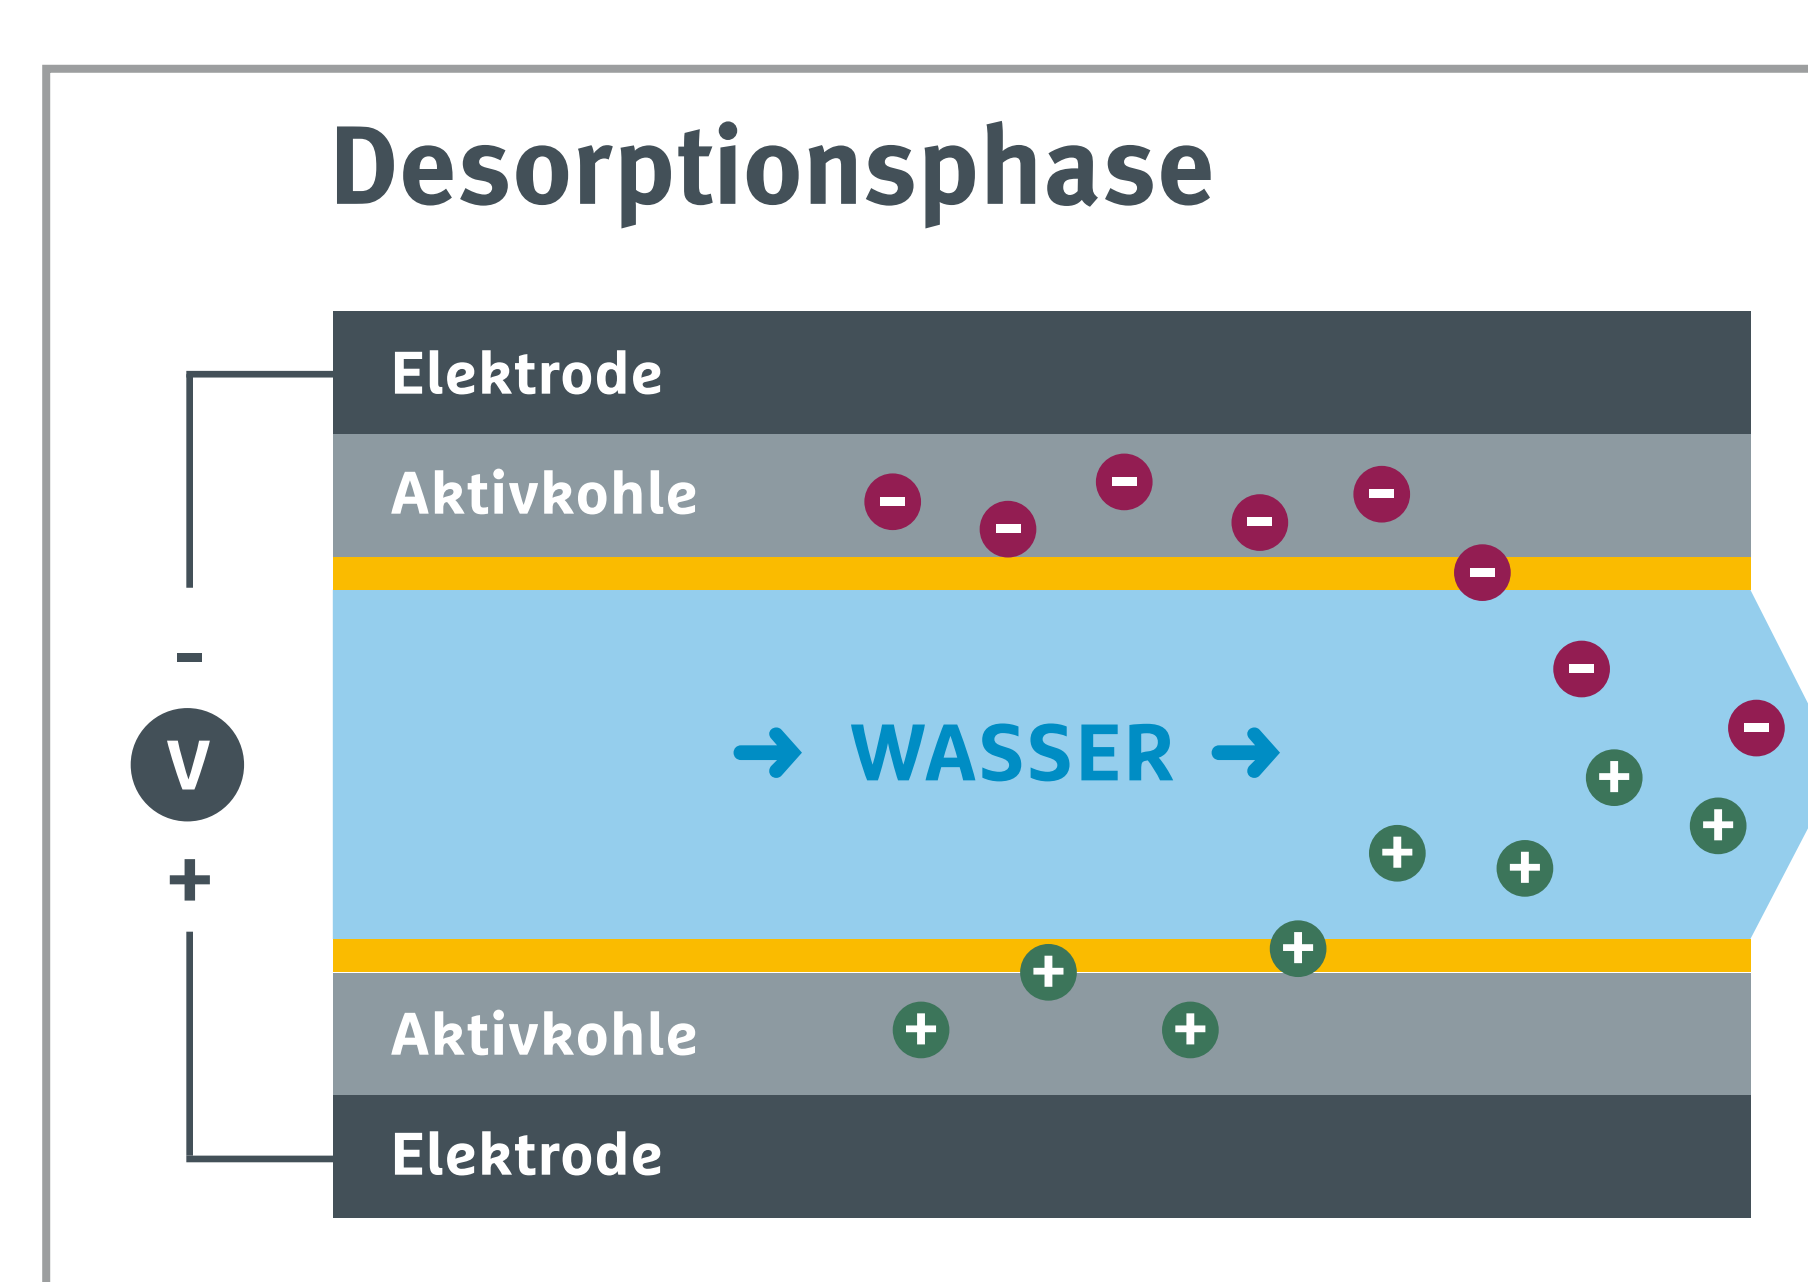 Desorptionsphase
Elektrode
Aktivkohle
- - - - -
-
-
-
V
➜ WASSER ➜
-
+
+
+ +
+
+
+
+ +
Aktivkohle
Elektrode